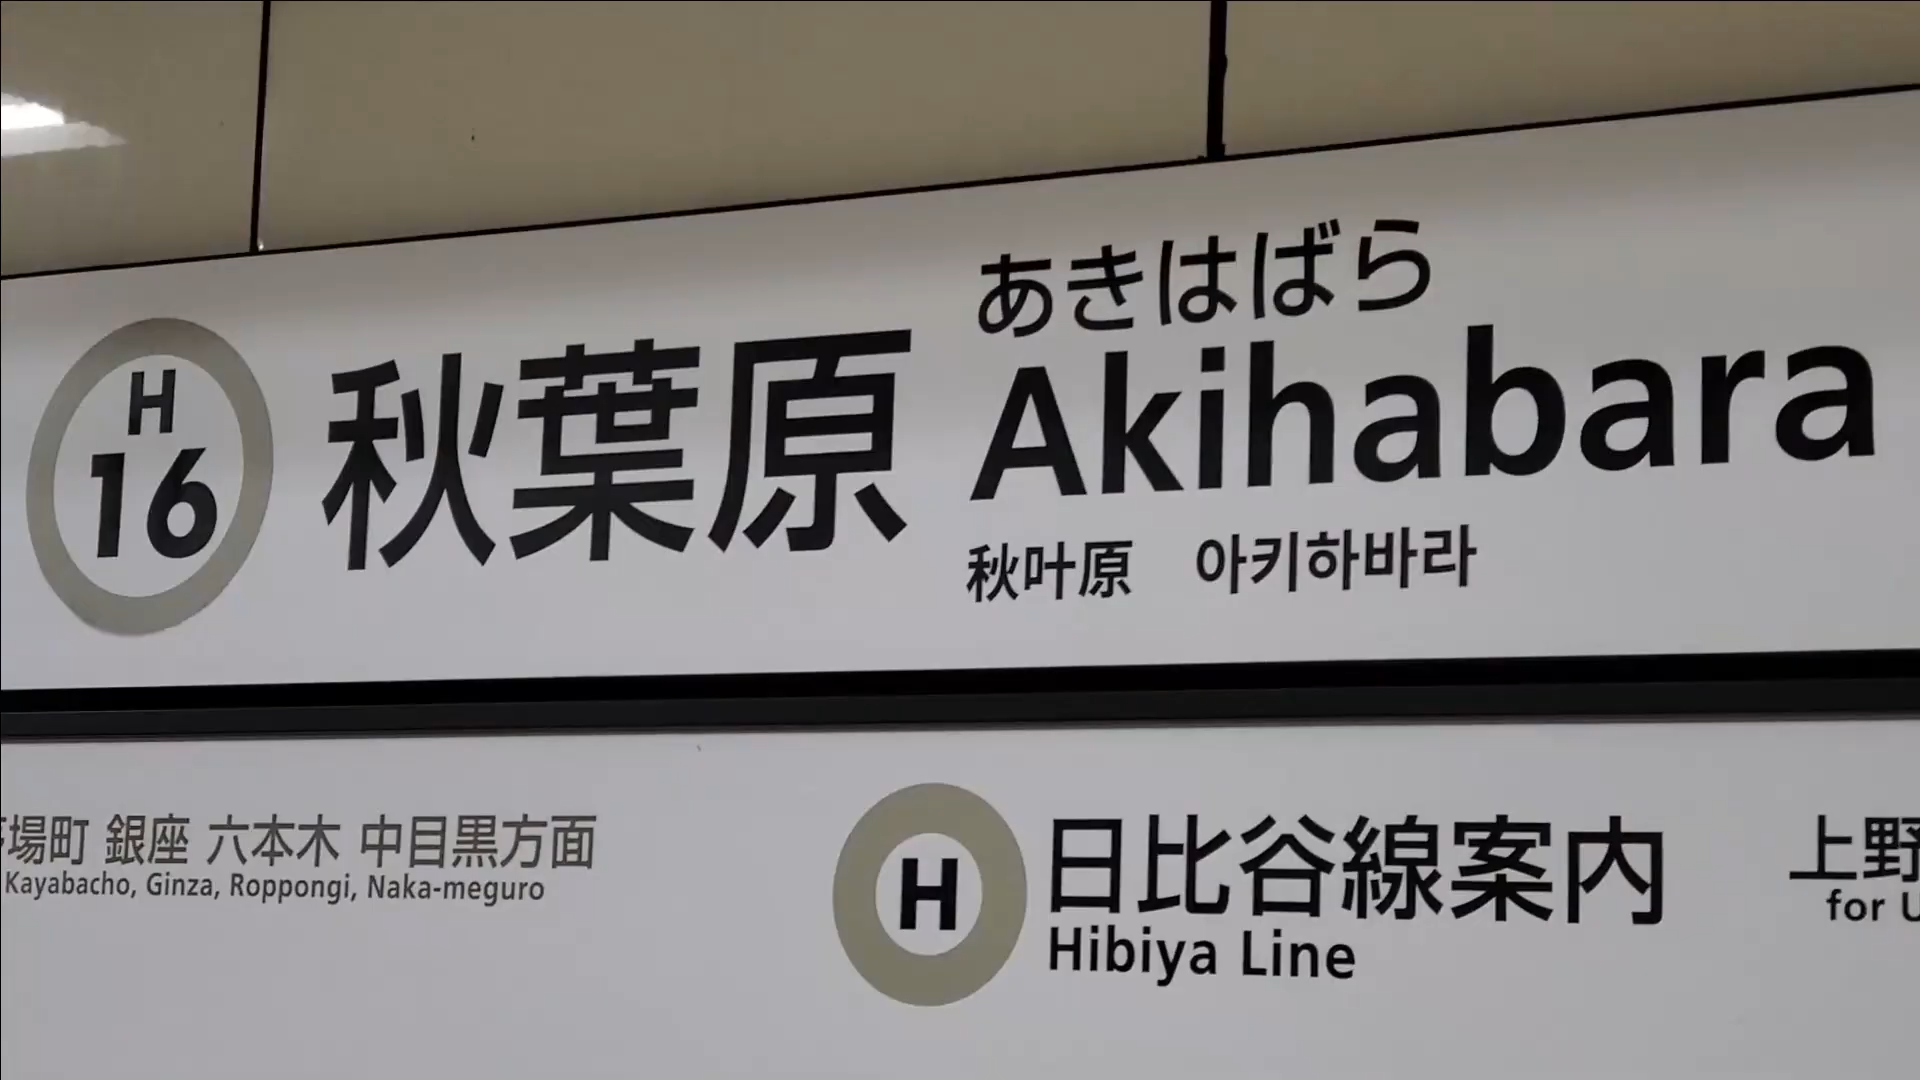 あきはばら
H
16
秋葉原
Akihabara
秋叶原 아키하바라
場町 銀座 六本木 中目黒方面
Kayabacho, Ginza, Roppongi, Naka-meguro
H
日比谷線案内
Hibiya Line
上野
for